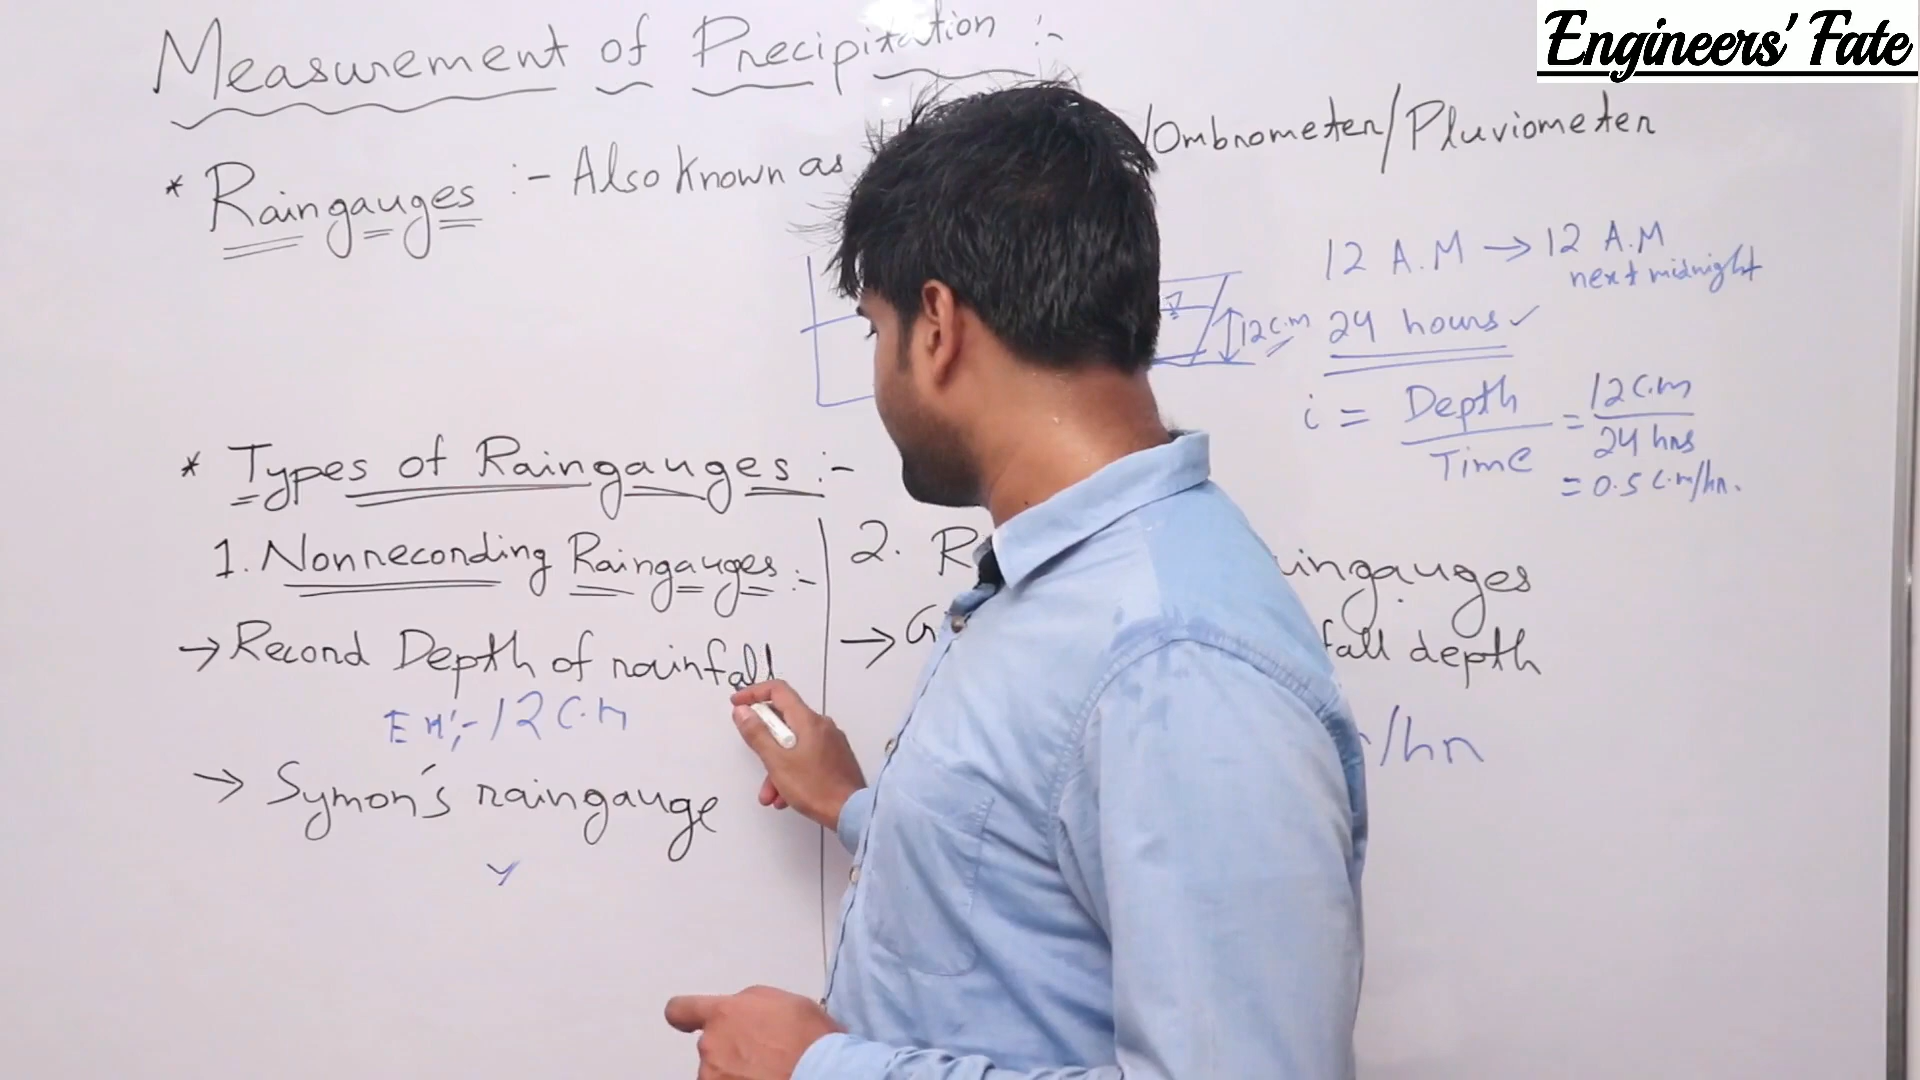 Engineers' Fate
Measurement of Precipitation :-
* Raingauges :- Also Known as /Ombrometer/Pluviometer
12 A.M → 12 A.M
next midnight
12 c.m
24 hours ✓
i = Depth / Time = 12 c.m / 24 hrs
= 0.5 c.m/hr.
* Types of Raingauges :-
1. Nonrecording Raingauges :-
→ Record Depth of rainfall
Ex:- 12 c.m
→ Symon's raingauge
2. R ingauges
→ G fall depth
/hr